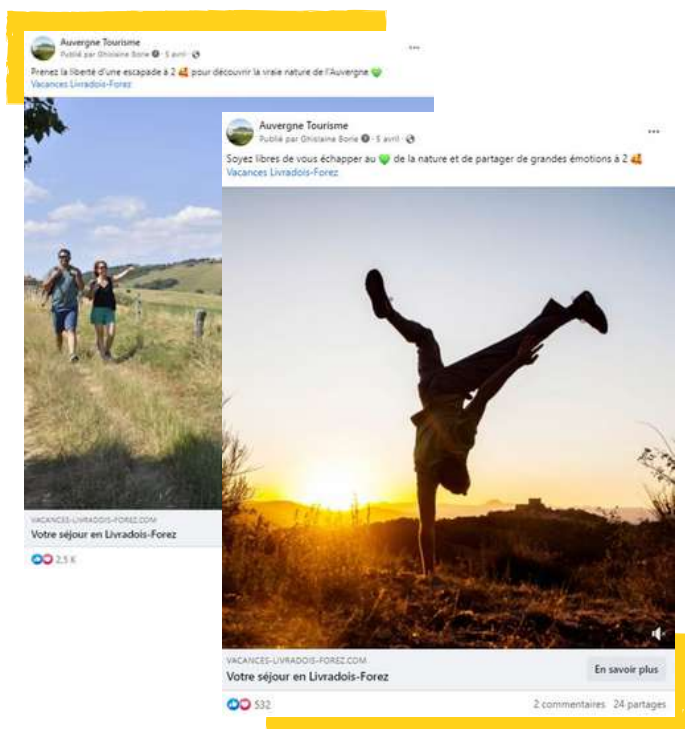 Auvergne Tourisme
Publié par Ghislaine Borie · 5 avril ·
Prenez la liberté d'une escapade à 2 🥰 pour découvrir la vraie nature de l'Auvergne 💚
Vacances Livradois-Forez
VACANCES-LIVRADOIS-FOREZ.COM
Votre séjour en Livradois-Forez
2,5 K
Auvergne Tourisme
Publié par Ghislaine Borie · 5 avril ·
Soyez libres de vous échapper au 💚 de la nature et de partager de grandes émotions à 2 🥰
Vacances Livradois-Forez
VACANCES-LIVRADOIS-FOREZ.COM
Votre séjour en Livradois-Forez
En savoir plus
532
2 commentaires 24 partages